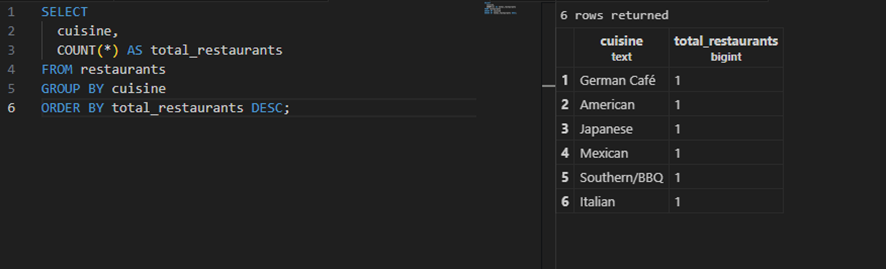 1 SELECT
2 cuisine,
3 COUNT(*) AS total_restaurants
4 FROM restaurants
5 GROUP BY cuisine
6 ORDER BY total_restaurants DESC;
6 rows returned
cuisine total_restaurants
text bigint
1 German Café 1
2 American 1
3 Japanese 1
4 Mexican 1
5 Southern/BBQ 1
6 Italian 1